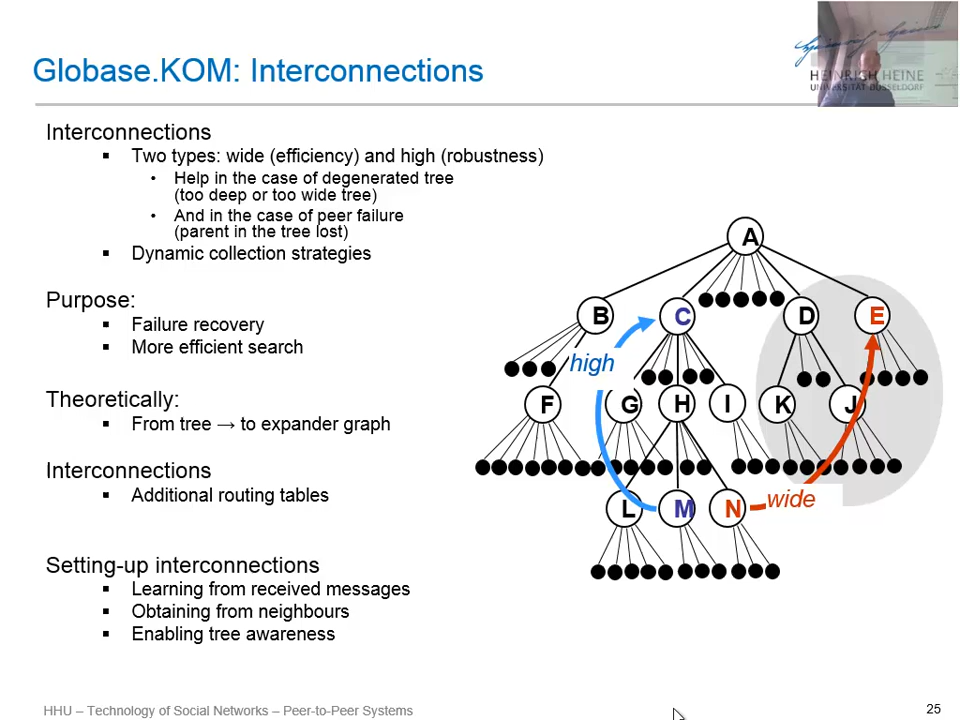 Globase.KOM: Interconnections
HEINRICH HEINE
UNIVERSITÄT DÜSSELDORF
Interconnections
▪ Two types: wide (efficiency) and high (robustness)
• Help in the case of degenerated tree
(too deep or too wide tree)
• And in the case of peer failure
(parent in the tree lost)
▪ Dynamic collection strategies
Purpose:
▪ Failure recovery
▪ More efficient search
Theoretically:
▪ From tree → to expander graph
Interconnections
▪ Additional routing tables
Setting-up interconnections
▪ Learning from received messages
▪ Obtaining from neighbours
▪ Enabling tree awareness
A
B C D E
high
F G H I K J
wide
L M N
HHU – Technology of Social Networks – Peer-to-Peer Systems
25